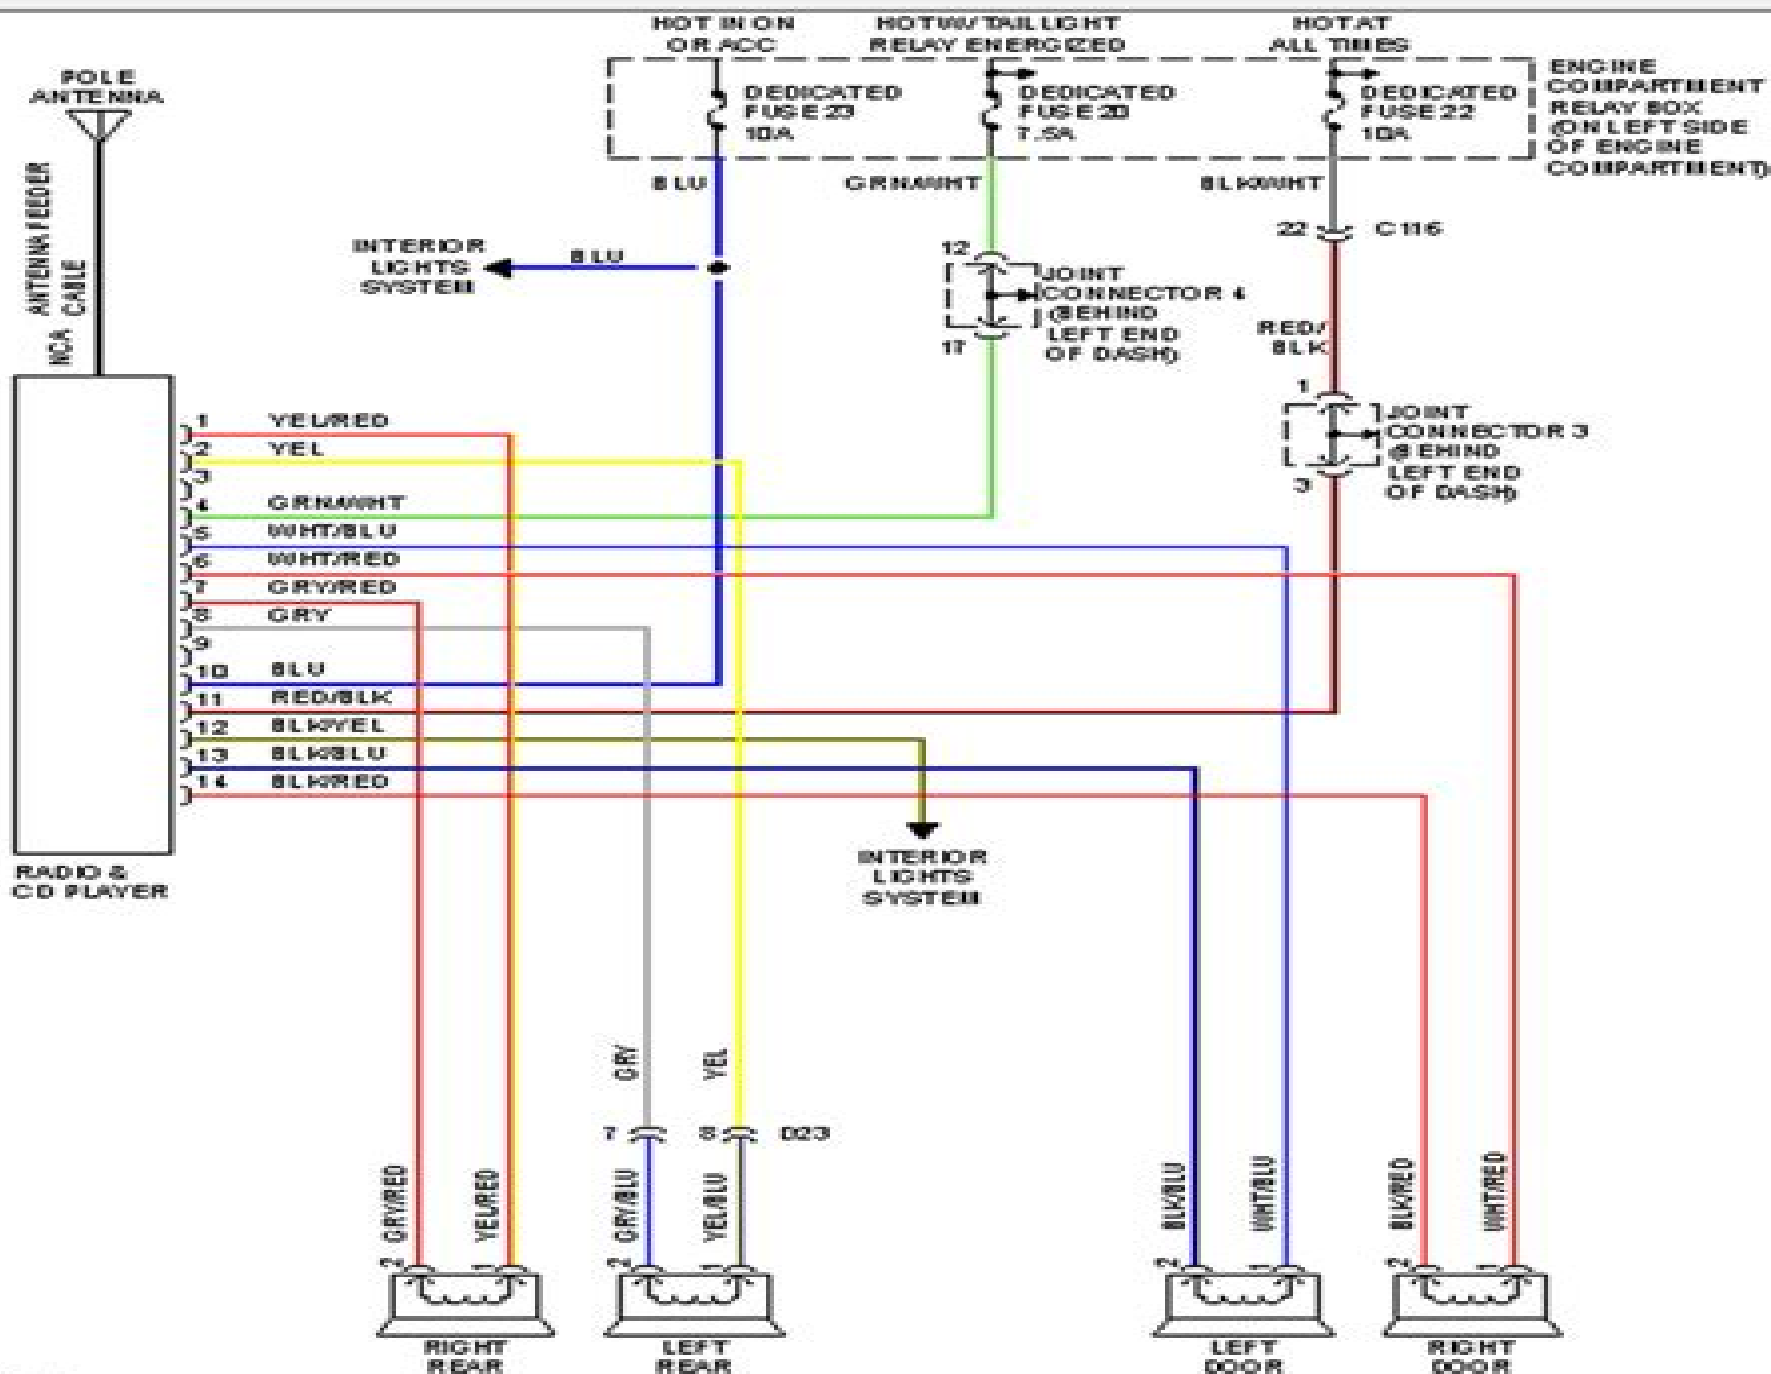 HOT IN ON
OR ACC
HOT W/ TAIL LIGHT
RELAY ENERGIZED
HOT AT
ALL TIMES
POLE
ANTENNA
DEDICATED
FUSE 23
10A
DEDICATED
FUSE 20
7.5A
DEDICATED
FUSE 22
10A
ENGINE
COMPARTMENT
RELAY BOX
(ON LEFT SIDE
OF ENGINE
COMPARTMENT)
BLU
GRN/WHT
BLK/WHT
ANTENNA FEEDER
CABLE
NCA
INTERIOR
LIGHTS
SYSTEM
BLU
12
JOINT
CONNECTOR 4
(BEHIND
LEFT END
OF DASH)
17
22
C116
RED/
BLK
1
JOINT
CONNECTOR 3
(BEHIND
LEFT END
OF DASH)
3
1 YEL/RED
2 YEL
3
4 GRN/WHT
5 WHT/BLU
6 WHT/RED
7 GRY/RED
8 GRY
9
10 BLU
11 RED/BLK
12 BLK/YEL
13 BLK/BLU
14 BLK/RED
RADIO &
CD PLAYER
INTERIOR
LIGHTS
SYSTEM
GRY
YEL
7
8
D23
GRY/RED
YEL/RED
GRY/BLU
YEL/BLU
BLK/BLU
WHT/BLU
BLK/RED
WHT/RED
2
1
2
1
2
1
2
1
RIGHT
REAR
LEFT
REAR
LEFT
DOOR
RIGHT
DOOR